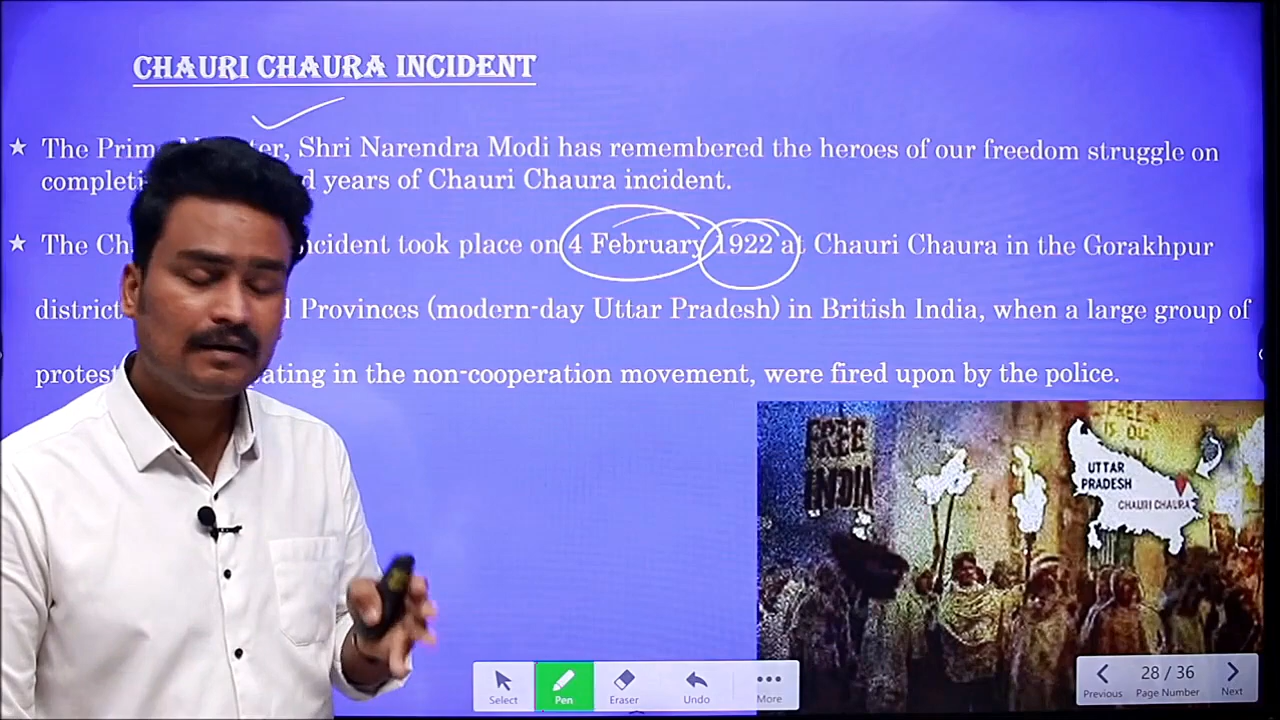 CHAURI CHAURA INCIDENT
★ The Prim ter, Shri Narendra Modi has remembered the heroes of our freedom struggle on
completi d years of Chauri Chaura incident.
★ The Ch ncident took place on 4 February 1922 at Chauri Chaura in the Gorakhpur
district Provinces (modern-day Uttar Pradesh) in British India, when a large group of
protest ating in the non-cooperation movement, were fired upon by the police.
FREE
INDIA
FREE
IS OU
UTTAR
PRADESH
CHAURI CHAURA
Select
Pen
Eraser
Undo
More
Previous
28 / 36
Page Number
Next